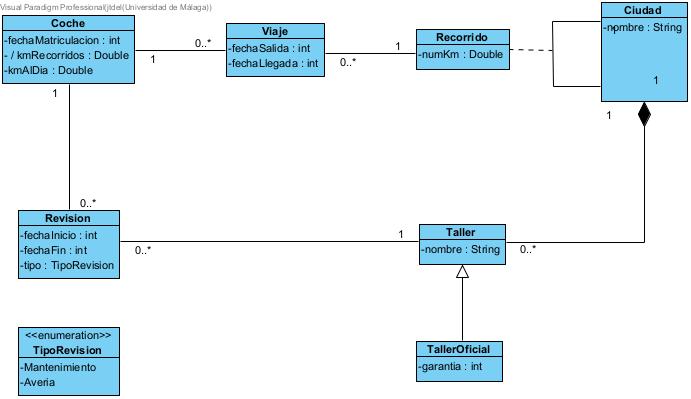 Visual Paradigm Professional(jtdel(Universidad de Málaga))
Coche
-fechaMatriculacion : int
- / kmRecorridos : Double
-kmAlDia : Double
1
0..*
Viaje
-fechaSalida : int
-fechaLlegada : int
0..*
1
Recorrido
-numKm : Double
Ciudad
-npmbre : String
1
1
1
0..*
Revision
-fechaInicio : int
-fechaFin : int
-tipo : TipoRevision
0..*
1
Taller
-nombre : String
0..*
<<enumeration>>
TipoRevision
-Mantenimiento
-Averia
TallerOficial
-garantia : int